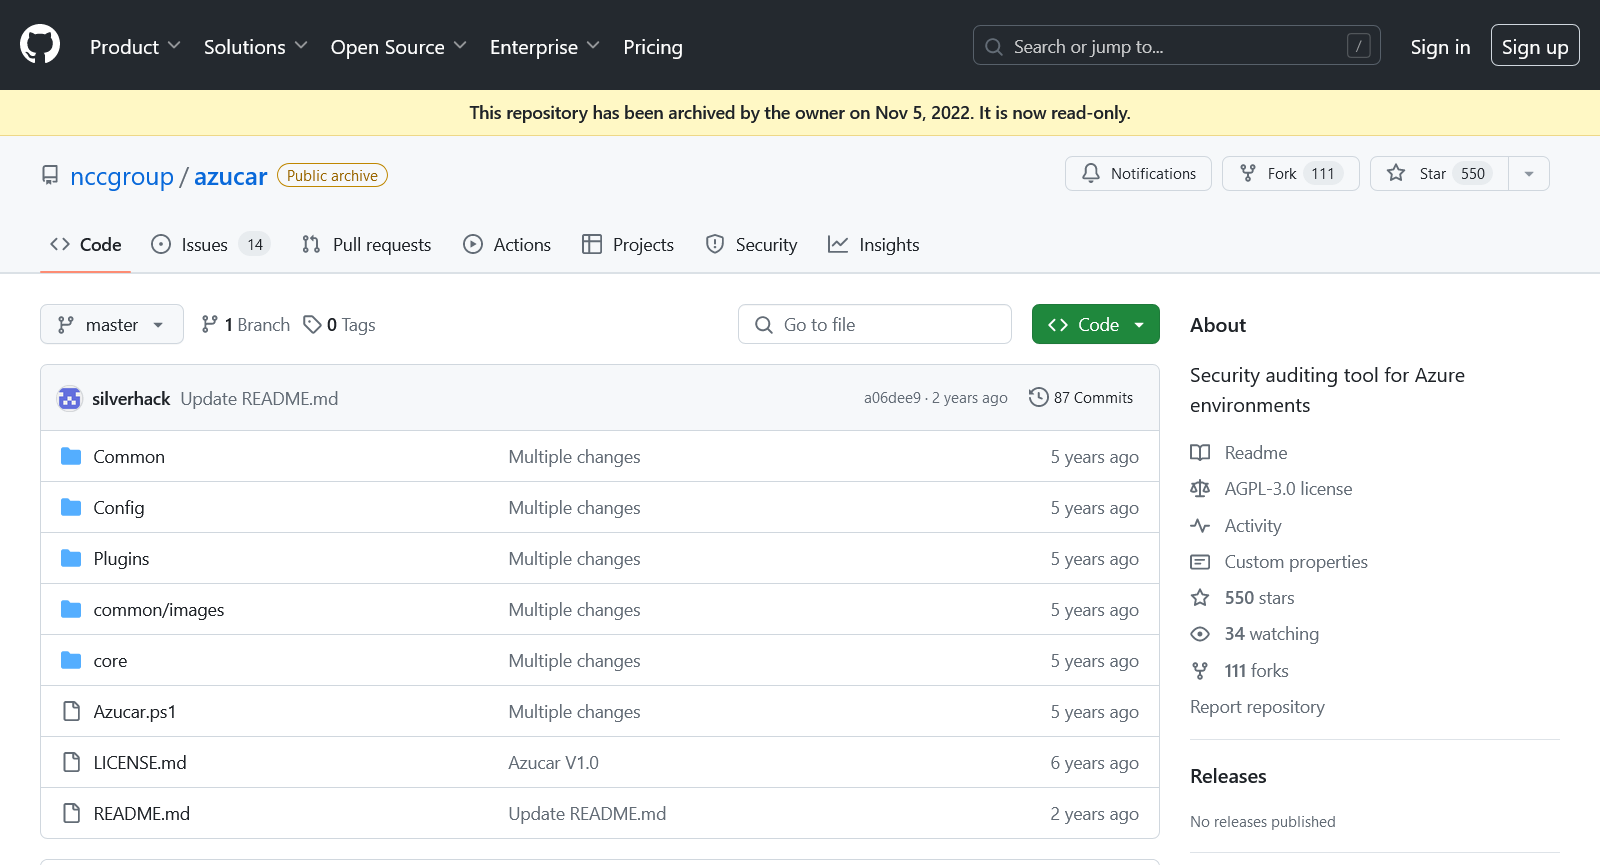 Product Solutions Open Source Enterprise Pricing Search or jump to... / Sign in Sign up
This repository has been archived by the owner on Nov 5, 2022. It is now read-only.
nccgroup / azucar Public archive Notifications Fork 111 Star 550
Code Issues 14 Pull requests Actions Projects Security Insights
master 1 Branch 0 Tags Go to file Code
silverhack Update README.md a06dee9 · 2 years ago 87 Commits
Common Multiple changes 5 years ago
Config Multiple changes 5 years ago
Plugins Multiple changes 5 years ago
common/images Multiple changes 5 years ago
core Multiple changes 5 years ago
Azucar.ps1 Multiple changes 5 years ago
LICENSE.md Azucar V1.0 6 years ago
README.md Update README.md 2 years ago
About
Security auditing tool for Azure
environments
Readme
AGPL-3.0 license
Activity
Custom properties
550 stars
34 watching
111 forks
Report repository
Releases
No releases published